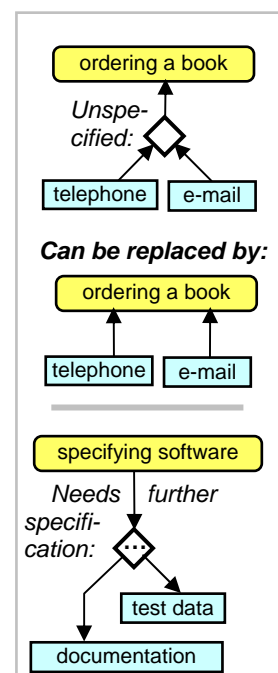 ordering a book
Unspe-
cified:
telephone e-mail
Can be replaced by:
ordering a book
telephone e-mail
specifying software
Needs further
specifi-
cation:
...
test data
documentation